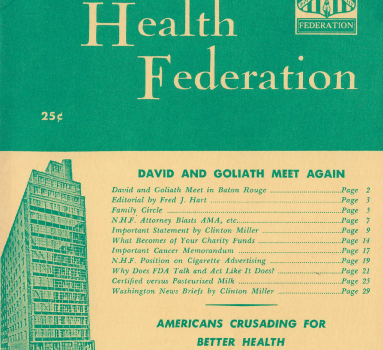 Health
FEDERATION
Federation
25¢
DAVID AND GOLIATH MEET AGAIN
David and Goliath Meet in Baton Rouge ........ Page 2
Editorial by Fred J. Hart ........ Page 3
Family Circle ........ Page 5
N.H.F. Attorney Blasts AMA, etc. ........ Page 7
Important Statement by Clinton Miller ........ Page 9
What Becomes of Your Charity Funds ........ Page 14
Important Cancer Memorandum ........ Page 17
N.H.F. Position on Cigarette Advertising ........ Page 19
Why Does FDA Talk and Act Like It Does? ........ Page 21
Certified versus Pasteurized Milk ........ Page 25
Washington News Briefs by Clinton Miller ........ Page 29
AMERICANS CRUSADING FOR
BETTER HEALTH